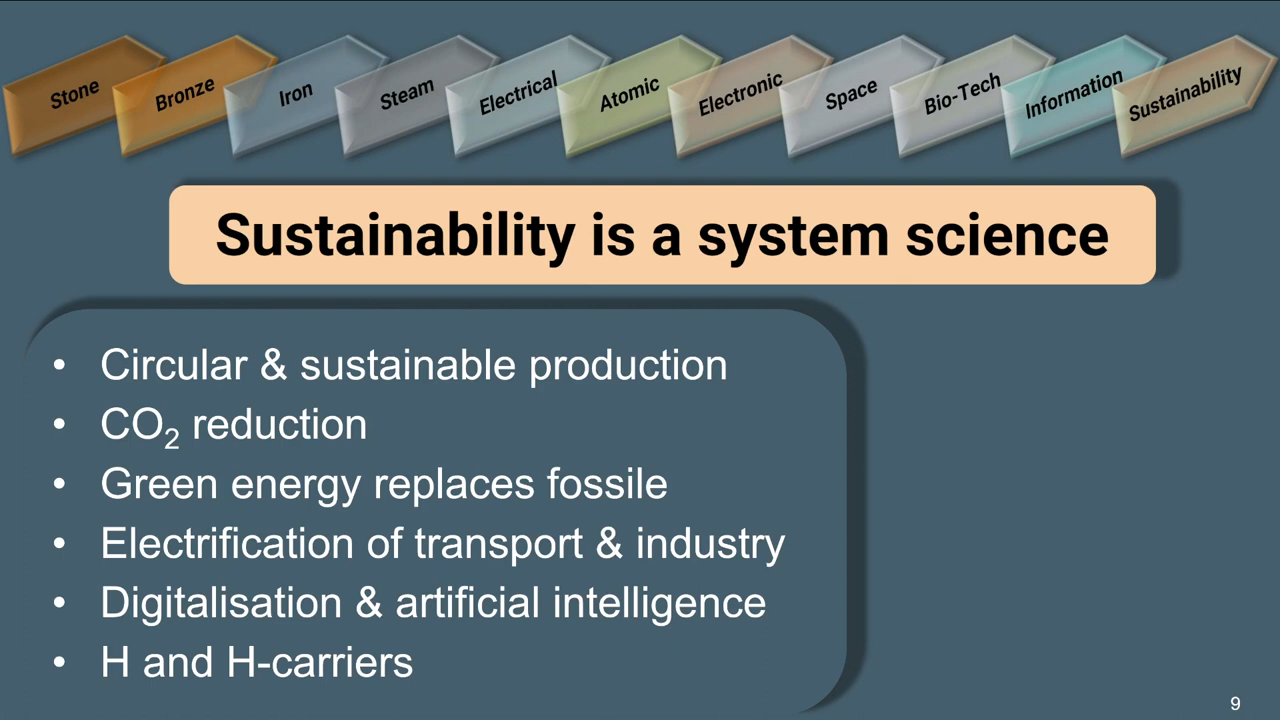 Stone
Bronze
Iron
Steam
Electrical
Atomic
Electronic
Space
Bio-Tech
Information
Sustainability
Sustainability is a system science
• Circular & sustainable production
• CO₂ reduction
• Green energy replaces fossile
• Electrification of transport & industry
• Digitalisation & artificial intelligence
• H and H-carriers
9